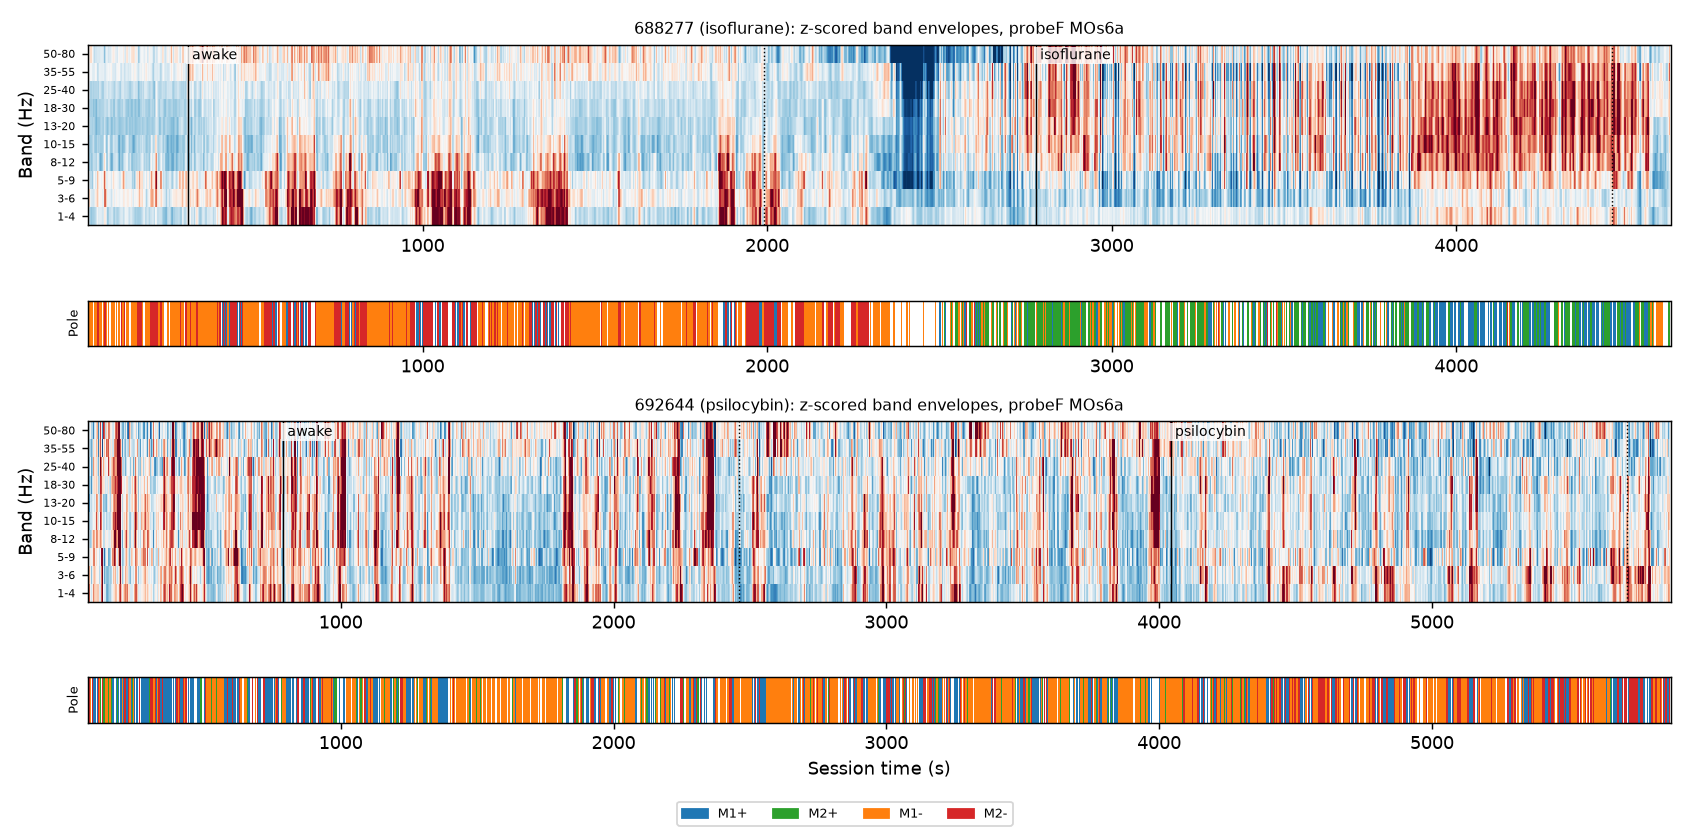 688277 (isoflurane): z-scored band envelopes, probeF MOs6a
Band (Hz)
50-80
35-55
25-40
18-30
13-20
10-15
8-12
5-9
3-6
1-4
awake
isoflurane
1000
2000
3000
4000
Pole
1000
2000
3000
4000
692644 (psilocybin): z-scored band envelopes, probeF MOs6a
Band (Hz)
50-80
35-55
25-40
18-30
13-20
10-15
8-12
5-9
3-6
1-4
awake
psilocybin
1000
2000
3000
4000
5000
Pole
1000
2000
3000
4000
5000
Session time (s)
M1+
M2+
M1-
M2-